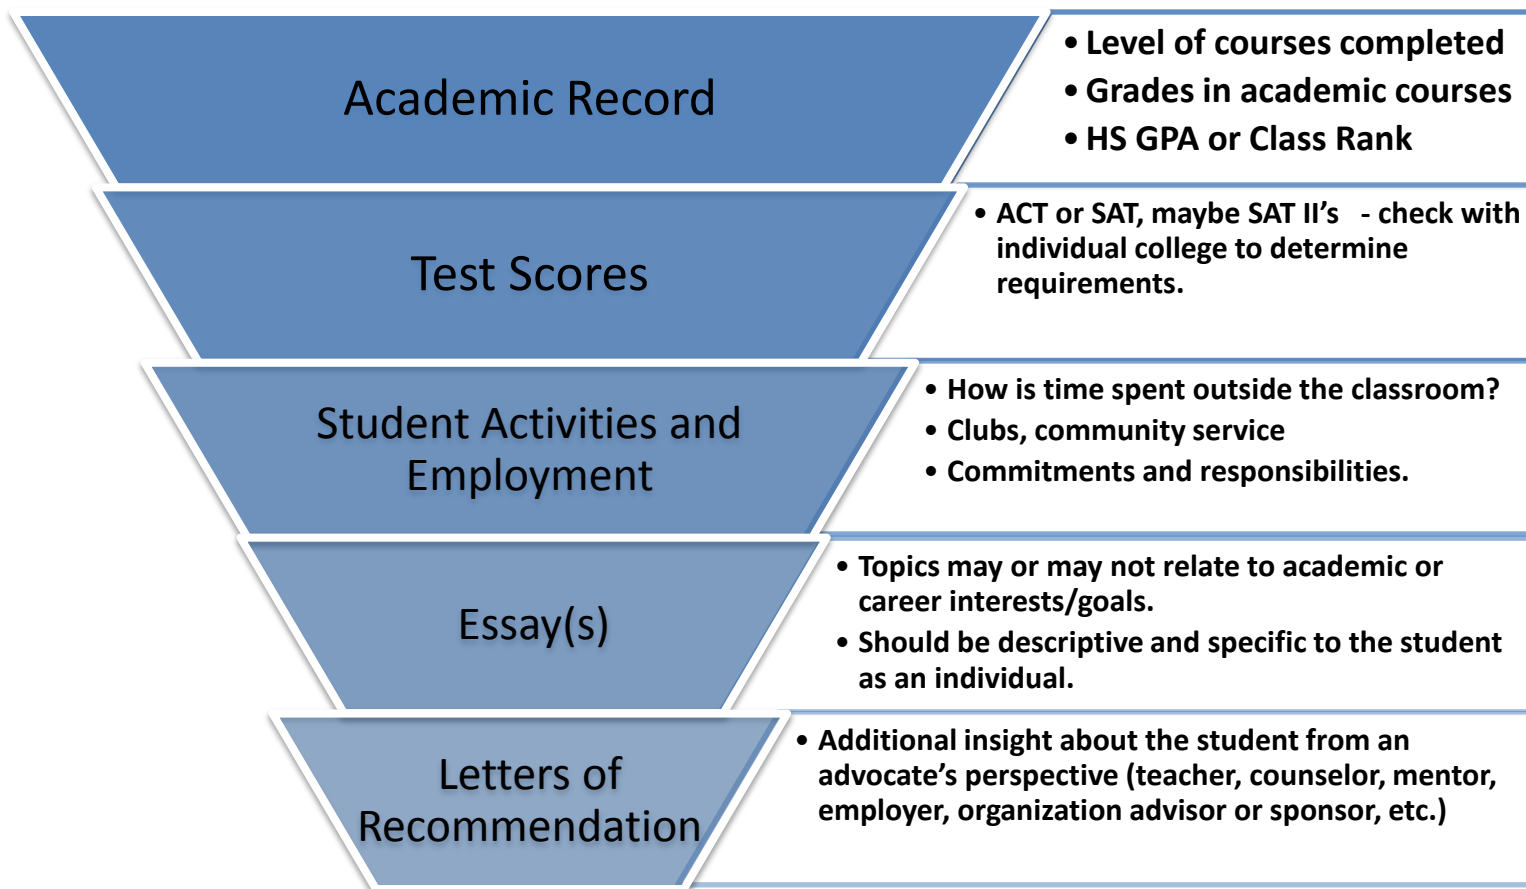 Academic Record
• Level of courses completed
• Grades in academic courses
• HS GPA or Class Rank
Test Scores
• ACT or SAT, maybe SAT II's - check with
individual college to determine
requirements.
Student Activities and
Employment
• How is time spent outside the classroom?
• Clubs, community service
• Commitments and responsibilities.
Essay(s)
• Topics may or may not relate to academic or
career interests/goals.
• Should be descriptive and specific to the student
as an individual.
Letters of
Recommendation
• Additional insight about the student from an
advocate's perspective (teacher, counselor, mentor,
employer, organization advisor or sponsor, etc.)